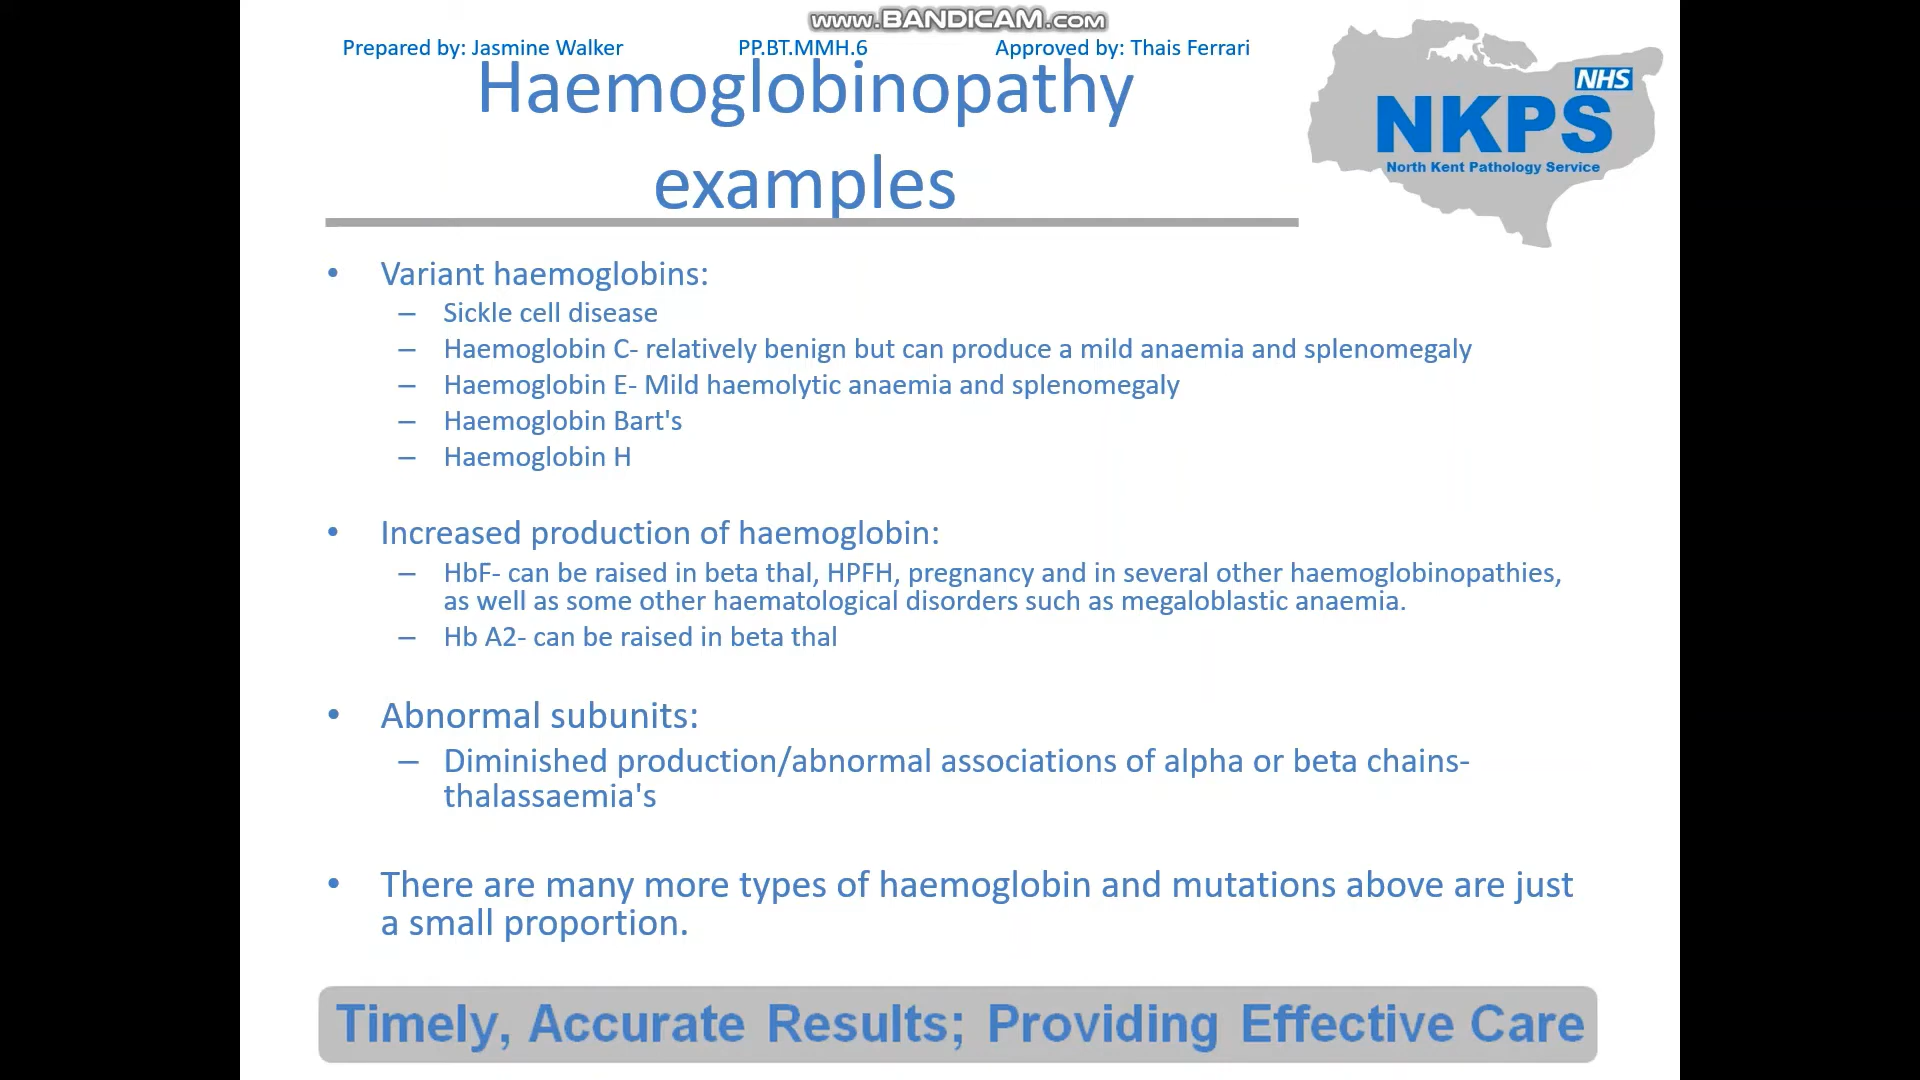 www.BANDICAM.com
Prepared by: Jasmine Walker PP.BT.MMH.6 Approved by: Thais Ferrari
Haemoglobinopathy
examples
NHS
NKPS
North Kent Pathology Service
• Variant haemoglobins:
– Sickle cell disease
– Haemoglobin C- relatively benign but can produce a mild anaemia and splenomegaly
– Haemoglobin E- Mild haemolytic anaemia and splenomegaly
– Haemoglobin Bart's
– Haemoglobin H
• Increased production of haemoglobin:
– HbF- can be raised in beta thal, HPFH, pregnancy and in several other haemoglobinopathies,
as well as some other haematological disorders such as megaloblastic anaemia.
– Hb A2- can be raised in beta thal
• Abnormal subunits:
– Diminished production/abnormal associations of alpha or beta chains-
thalassaemia's
• There are many more types of haemoglobin and mutations above are just
a small proportion.
Timely, Accurate Results; Providing Effective Care